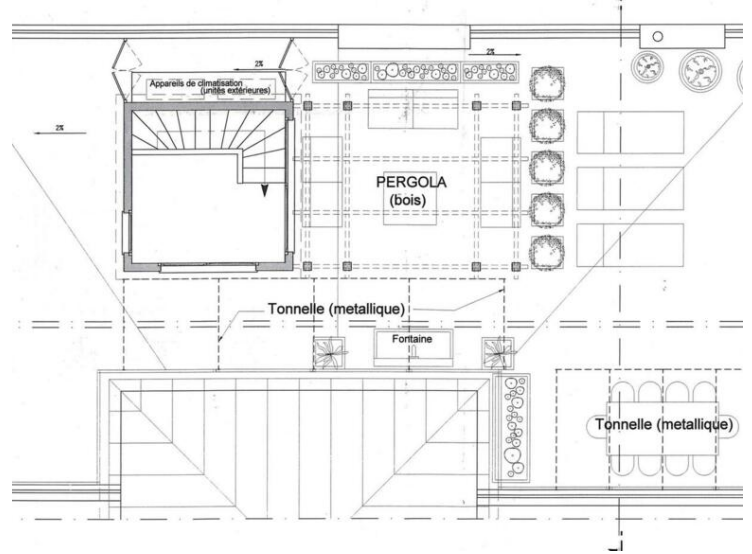 2%
2%
Appareils de climatisation
(unités extérieures)
2%
PERGOLA
(bois)
Tonnelle (metallique)
Fontaine
Tonnelle (metallique)